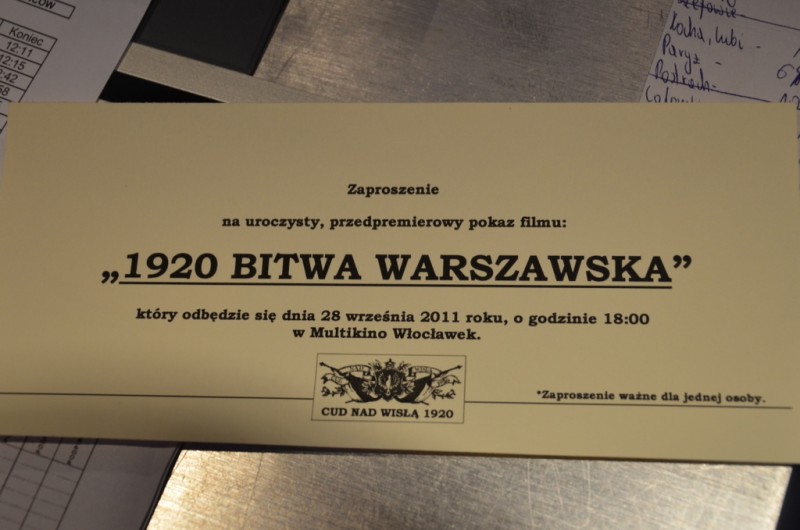 Koniec
12:11
12:15
Zaproszenie
na uroczysty, przedpremierowy pokaz filmu:
„1920 BITWA WARSZAWSKA”
który odbędzie się dnia 28 września 2011 roku, o godzinie 18:00
w Multikino Włocławek.
CUD NAD WISŁĄ 1920
*Zaproszenie ważne dla jednej osoby.